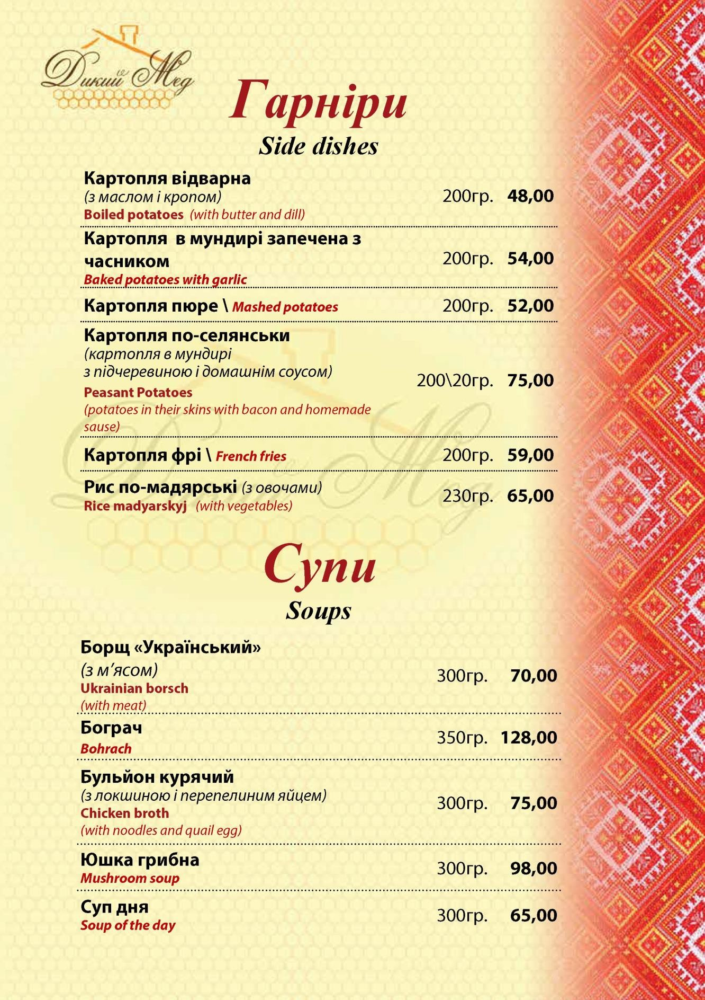 Дикий Мед
Гарніри
Side dishes
Картопля відварна
(з маслом і кропом)
200гр. 48,00
Boiled potatoes (with butter and dill)
Картопля в мундирі запечена з
часником
200гр. 54,00
Baked potatoes with garlic
Картопля пюре \ Mashed potatoes 200гр. 52,00
Картопля по-селянськи
(картопля в мундирі
з підчеревиною і домашнім соусом)
200\20гр. 75,00
Peasant Potatoes
(potatoes in their skins with bacon and homemade
sause)
Картопля фрі \ French fries 200гр. 59,00
Рис по-мадярські (з овочами)
230гр. 65,00
Rice madyarskyj (with vegetables)
Супи
Soups
Борщ «Український»
(з м’ясом)
300гр. 70,00
Ukrainian borsch
(with meat)
Бограч
350гр. 128,00
Bohrach
Бульйон курячий
(з локшиною і перепелиним яйцем)
300гр. 75,00
Chicken broth
(with noodles and quail egg)
Юшка грибна
300гр. 98,00
Mushroom soup
Суп дня
300гр. 65,00
Soup of the day